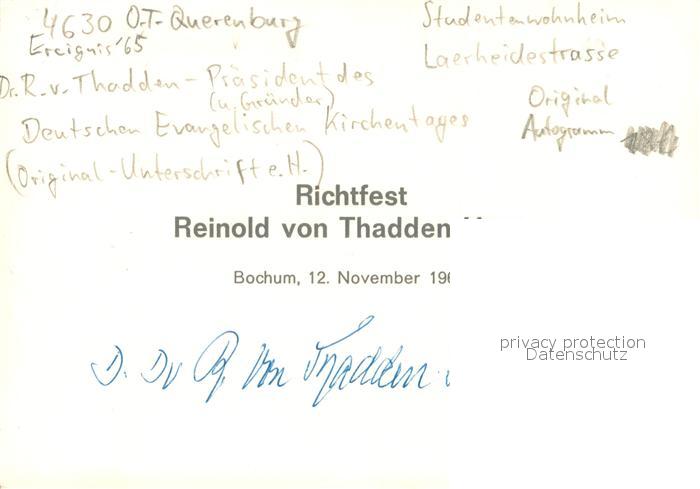 4630 O.T. Querenburg
Ereignis '65
Dr. R. v. Thadden - Präsident des
(u. Gründer)
Deutschen Evangelischen Kirchentages
(Original - Unterschrift e.H.)
Studentenwohnheim
Laerheidestrasse
Original
Autogramm
Richtfest
Reinold von Thadden
Bochum, 12. November 196
D. Dr R. von Thadden
privacy protection
Datenschutz